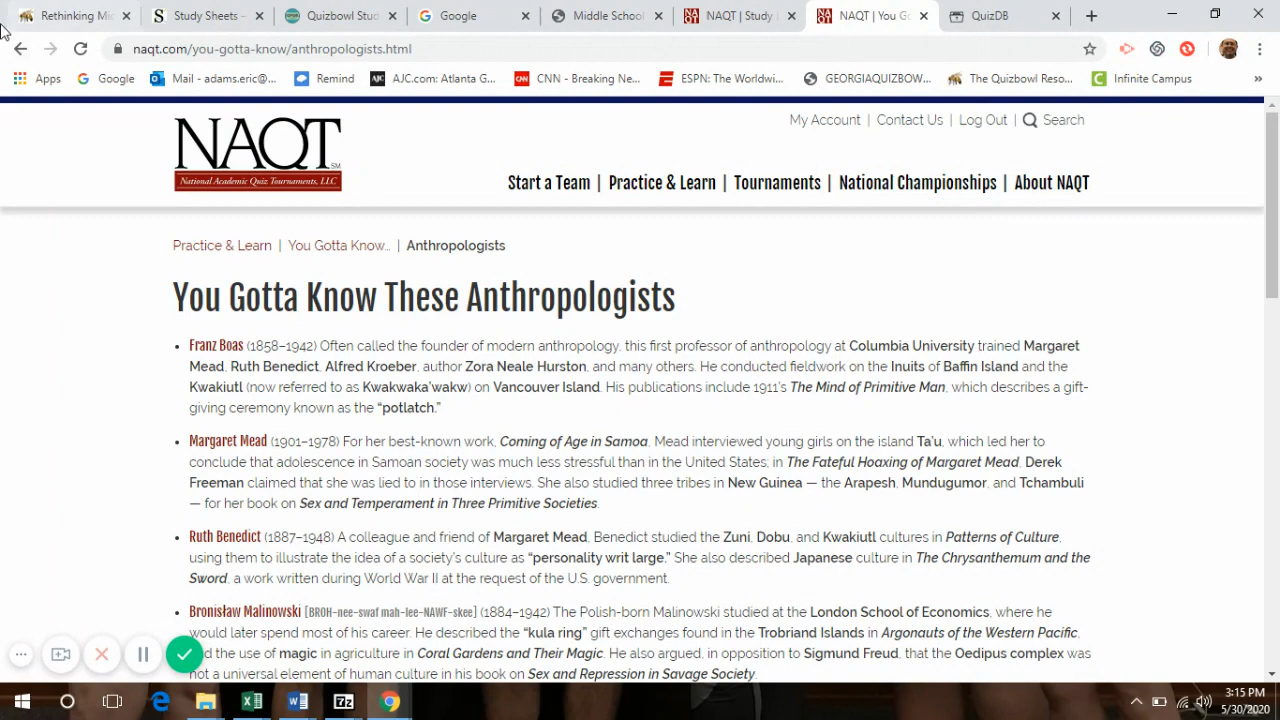 Rethinking Mi
Study Sheets –
Quizbowl Stu
Google
Middle School
NAQT | Study
NAQT | You Go
QuizDB
naqt.com/you-gotta-know/anthropologists.html
Apps
Google
Mail - adams.eric@...
Remind
AJC.com: Atlanta G...
CNN - Breaking Ne...
ESPN: The Worldwi...
GEORGIAQUIZBOW...
The Quizbowl Reso...
Infinite Campus
»
NAQT SM
National Academic Quiz Tournaments, LLC
My Account | Contact Us | Log Out | Search
Start a Team | Practice & Learn | Tournaments | National Championships | About NAQT
Practice & Learn | You Gotta Know... | Anthropologists
You Gotta Know These Anthropologists
• Franz Boas (1858–1942) Often called the founder of modern anthropology, this first professor of anthropology at Columbia University trained Margaret
Mead, Ruth Benedict, Alfred Kroeber, author Zora Neale Hurston, and many others. He conducted fieldwork on the Inuits of Baffin Island and the
Kwakiutl (now referred to as Kwakwaka'wakw) on Vancouver Island. His publications include 1911's The Mind of Primitive Man, which describes a gift-
giving ceremony known as the “potlatch.”
• Margaret Mead (1901–1978) For her best-known work, Coming of Age in Samoa, Mead interviewed young girls on the island Ta'u, which led her to
conclude that adolescence in Samoan society was much less stressful than in the United States; in The Fateful Hoaxing of Margaret Mead, Derek
Freeman claimed that she was lied to in those interviews. She also studied three tribes in New Guinea — the Arapesh, Mundugumor, and Tchambuli
— for her book on Sex and Temperament in Three Primitive Societies.
• Ruth Benedict (1887–1948) A colleague and friend of Margaret Mead, Benedict studied the Zuni, Dobu, and Kwakiutl cultures in Patterns of Culture,
using them to illustrate the idea of a society's culture as “personality writ large.” She also described Japanese culture in The Chrysanthemum and the
Sword, a work written during World War II at the request of the U.S. government.
• Bronisław Malinowski [BROH-nee-swaf mah-lee-NAWF-skee] (1884–1942) The Polish-born Malinowski studied at the London School of Economics, where he
would later spend most of his career. He described the “kula ring” gift exchanges found in the Trobriand Islands in Argonauts of the Western Pacific,
nd the use of magic in agriculture in Coral Gardens and Their Magic. He also argued, in opposition to Sigmund Freud, that the Oedipus complex was
not a universal element of human culture in his book on Sex and Repression in Savage Society.
3:15 PM
5/30/2020